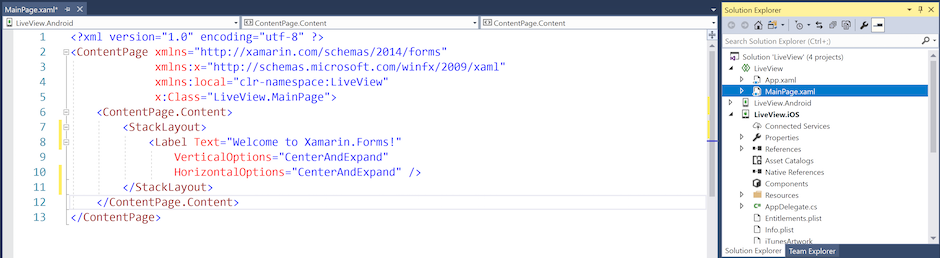 MainPage.xaml*
LiveView.Android
ContentPage.Content
ContentPage.Content
1 <?xml version="1.0" encoding="utf-8" ?>
2 <ContentPage xmlns="http://xamarin.com/schemas/2014/forms"
3 xmlns:x="http://schemas.microsoft.com/winfx/2009/xaml"
4 xmlns:local="clr-namespace:LiveView"
5 x:Class="LiveView.MainPage">
6 <ContentPage.Content>
7 <StackLayout>
8 <Label Text="Welcome to Xamarin.Forms!"
9 VerticalOptions="CenterAndExpand"
10 HorizontalOptions="CenterAndExpand" />
11 </StackLayout>
12 </ContentPage.Content>
13 </ContentPage>
Solution Explorer
Search Solution Explorer (Ctrl+;)
Solution 'LiveView' (4 projects)
LiveView
App.xaml
MainPage.xaml
LiveView.Android
LiveView.iOS
Connected Services
Properties
References
Asset Catalogs
Native References
Components
Resources
AppDelegate.cs
Entitlements.plist
Info.plist
iTunesArtwork
Solution Explorer
Team Explorer